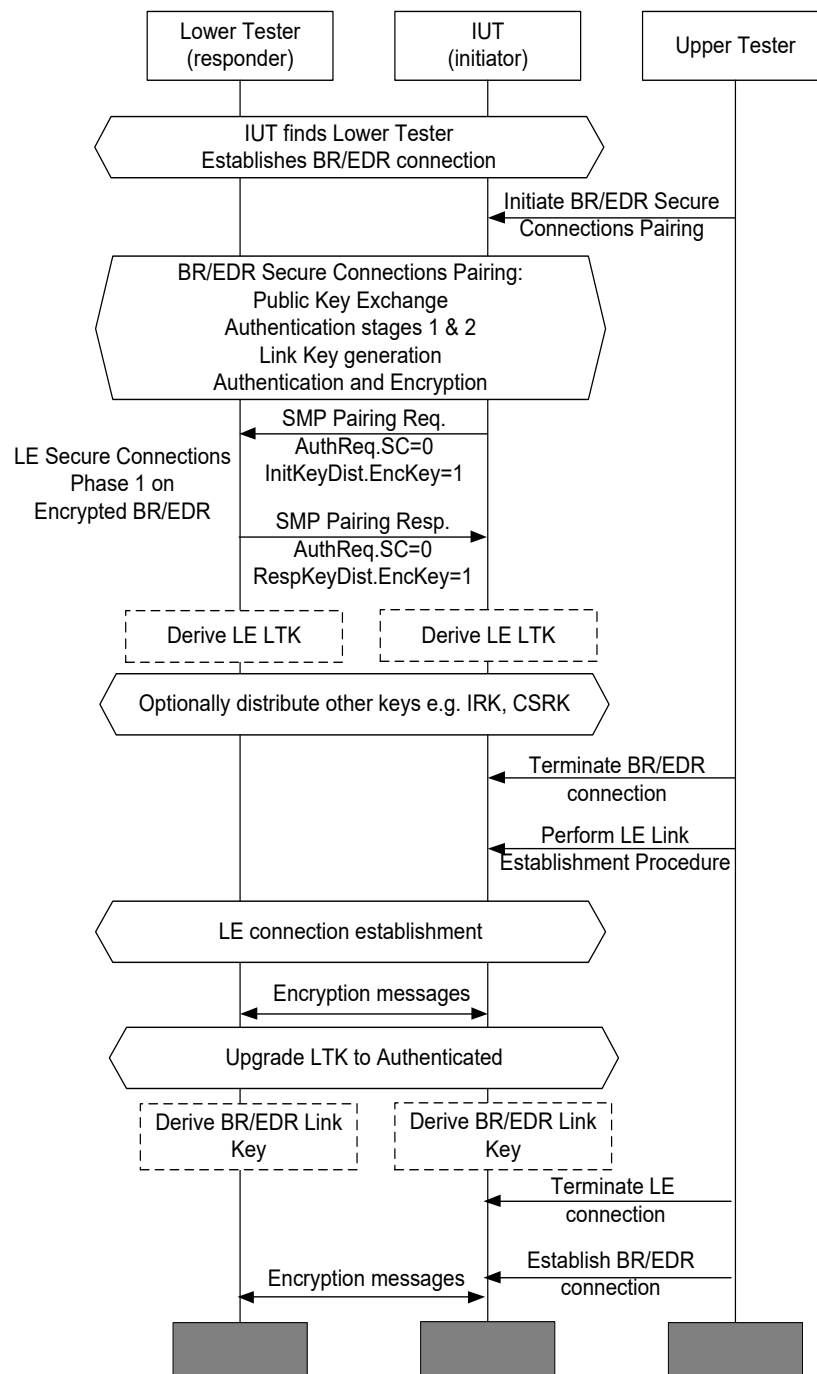 Lower Tester
(responder)
IUT
(initiator)
Upper Tester
IUT finds Lower Tester
Establishes BR/EDR connection
Initiate BR/EDR Secure
Connections Pairing
BR/EDR Secure Connections Pairing:
Public Key Exchange
Authentication stages 1 & 2
Link Key generation
Authentication and Encryption
LE Secure Connections
Phase 1 on
Encrypted BR/EDR
SMP Pairing Req.
AuthReq.SC=0
InitKeyDist.EncKey=1
SMP Pairing Resp.
AuthReq.SC=0
RespKeyDist.EncKey=1
Derive LE LTK
Derive LE LTK
Optionally distribute other keys e.g. IRK, CSRK
Terminate BR/EDR
connection
Perform LE Link
Establishment Procedure
LE connection establishment
Encryption messages
Upgrade LTK to Authenticated
Derive BR/EDR Link
Key
Derive BR/EDR Link
Key
Terminate LE
connection
Establish BR/EDR
connection
Encryption messages